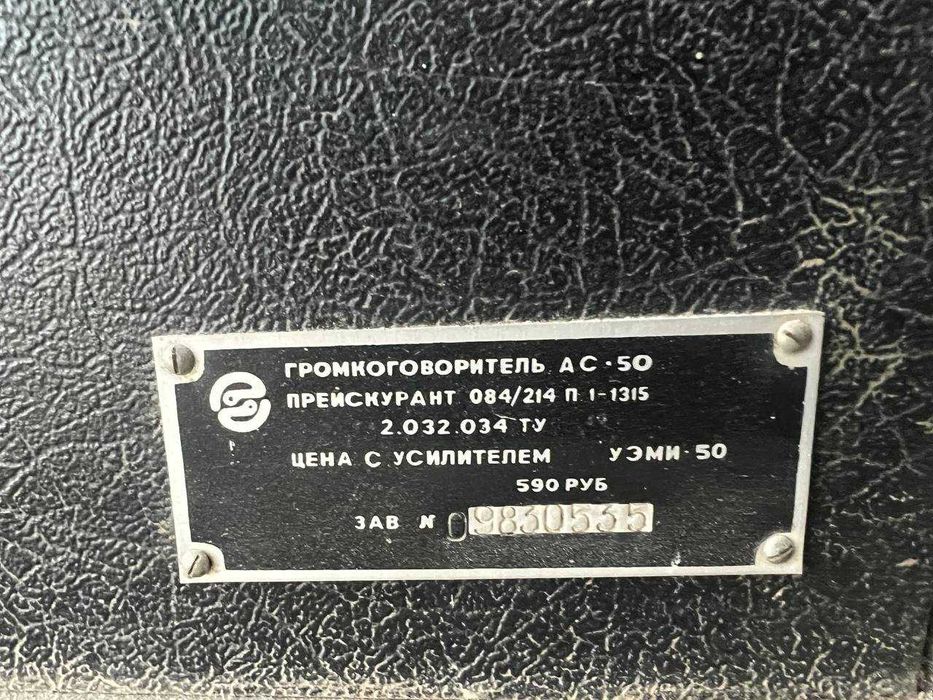 ГРОМКОГОВОРИТЕЛЬ АС-50
ПРЕЙСКУРАНТ 084/214 П 1-1315
2.032.034 ТУ
ЦЕНА С УСИЛИТЕЛЕМ УЭМИ-50
590 РУБ
ЗАВ № 09830535